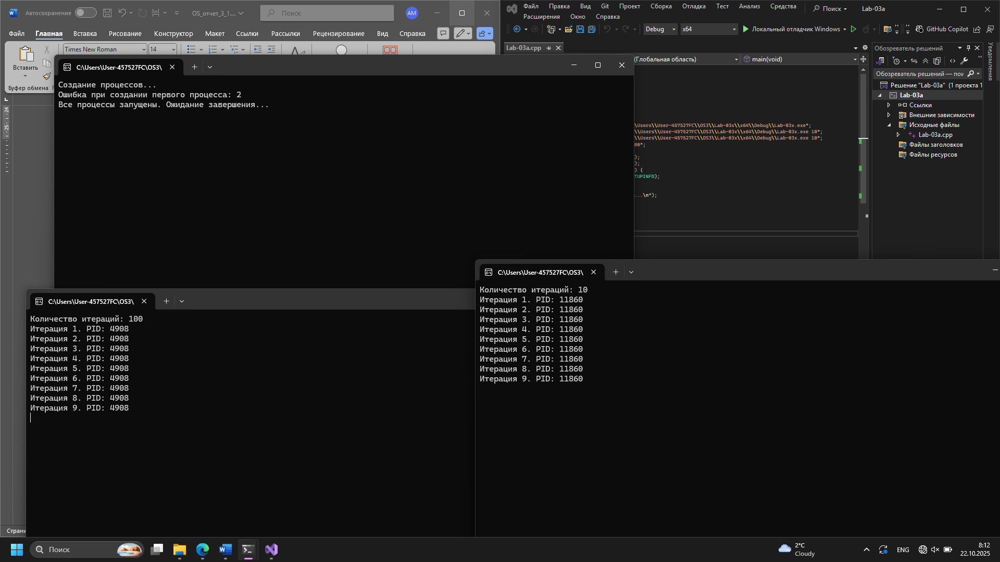 Автосохранение
OS_отчет_3_1....
Поиск
AM
Файл
Главная
Вставка
Рисование
Конструктор
Макет
Ссылки
Рассылки
Рецензирование
Вид
Справка
Вставить
Буфер обмена
Times New Roman
14
24
25
Файл Правка Вид Git Проект Сборка Отладка Тест Анализ Средства
Расширения Окно Справка
Поиск
Lab-03a
Debug
x64
Локальный отладчик Windows
GitHub Copilot
Lab-03a.cpp
(Глобальная область)
main(void)
\Users\\User-457527FC\\OS3\\Lab-03x\\x64\\Debug\\Lab-03x.exe";
\\Users\\User-457527FC\\OS3\\Lab-03x\\x64\\Debug\\Lab-03x.exe 10";
\\Users\\User-457527FC\\OS3\\Lab-03x\\x64\\Debug\\Lab-03x.exe 10";
00";
);
);
) {
TUPINFO);
...\n");
Обозреватель решений
Обозреватель решений — пои
Решение "Lab-03a" (1 проекта 1
Lab-03a
Ссылки
Внешние зависимости
Исходные файлы
Lab-03a.cpp
Файлы заголовков
Файлы ресурсов
Уведомления
C:\Users\User-457527FC\OS3\
Создание процессов...
Ошибка при создании первого процесса: 2
Все процессы запущены. Ожидание завершения...
C:\Users\User-457527FC\OS3\
Количество итераций: 100
Итерация 1. PID: 4908
Итерация 2. PID: 4908
Итерация 3. PID: 4908
Итерация 4. PID: 4908
Итерация 5. PID: 4908
Итерация 6. PID: 4908
Итерация 7. PID: 4908
Итерация 8. PID: 4908
Итерация 9. PID: 4908
C:\Users\User-457527FC\OS3\
Количество итераций: 10
Итерация 1. PID: 11860
Итерация 2. PID: 11860
Итерация 3. PID: 11860
Итерация 4. PID: 11860
Итерация 5. PID: 11860
Итерация 6. PID: 11860
Итерация 7. PID: 11860
Итерация 8. PID: 11860
Итерация 9. PID: 11860
Страни
Поиск
2°C
Cloudy
ENG
8:12
22.10.2025